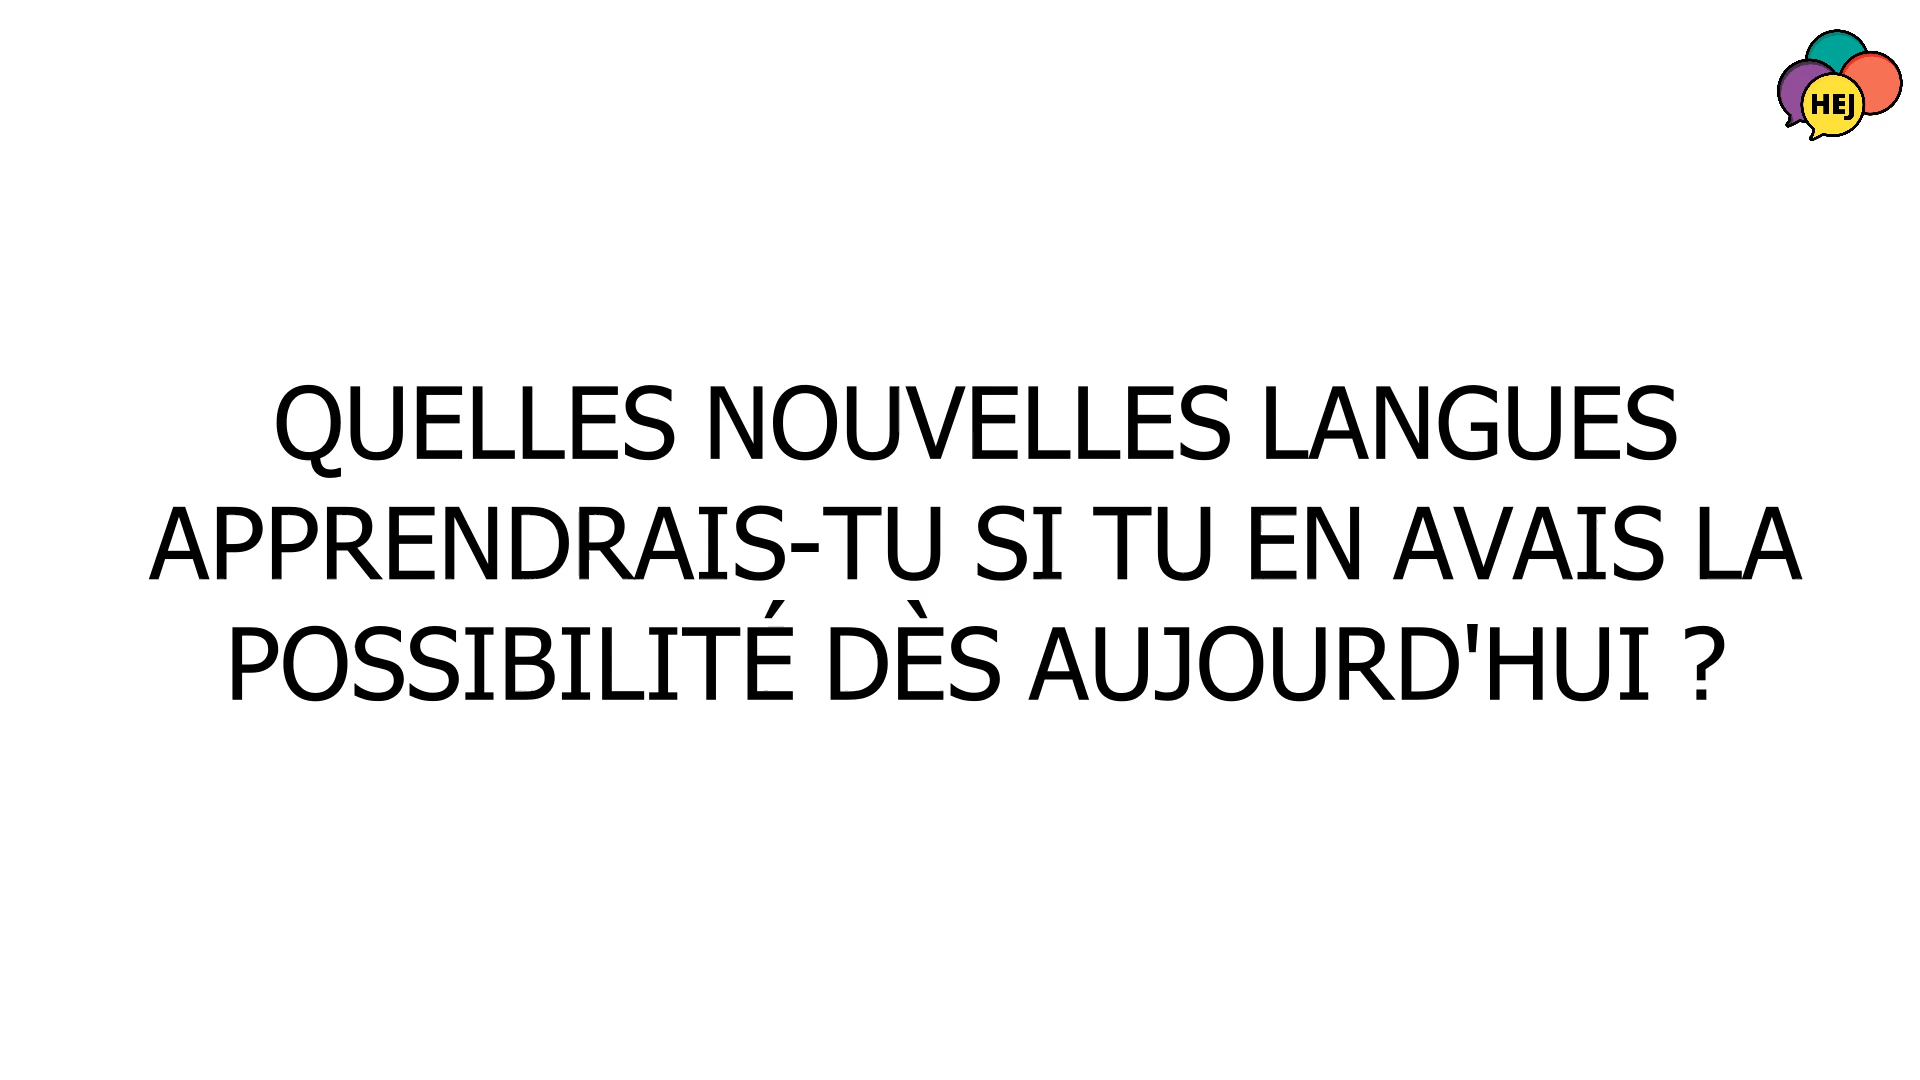 HEJ
QUELLES NOUVELLES LANGUES
APPRENDRAIS-TU SI TU EN AVAIS LA
POSSIBILITÉ DÈS AUJOURD'HUI ?